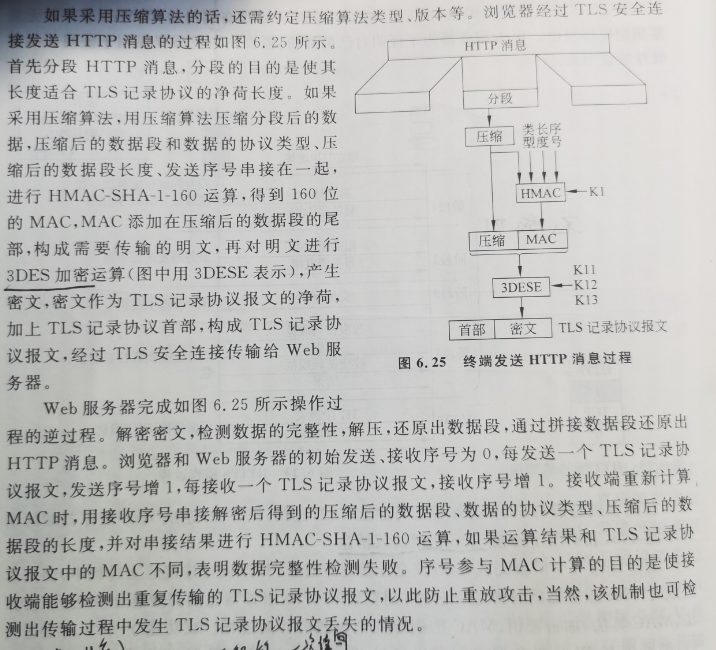 如果采用压缩算法的话,还需约定压缩算法类型、版本等。浏览器经过 TLS 安全连
接发送 HTTP 消息的过程如图 6.25 所示。
首先分段 HTTP 消息,分段的目的是使其
长度适合 TLS 记录协议的净荷长度。如果
采用压缩算法,用压缩算法压缩分段后的数
据,压缩后的数据段和数据的协议类型、压
缩后的数据段长度、发送序号串接在一起,
进行 HMAC-SHA-1-160 运算,得到 160 位
的 MAC,MAC 添加在压缩后的数据段的尾
部,构成需要传输的明文,再对明文进行
3DES 加密运算(图中用 3DESE 表示),产生
密文,密文作为 TLS 记录协议报文的净荷,
加上 TLS 记录协议首部,构成 TLS 记录协
议报文,经过 TLS 安全连接传输给 Web 服
务器。
HTTP 消息
分段
压缩
类长序
型度号
HMAC
K1
压缩 MAC
3DESE
K11
K12
K13
首部 密文 TLS 记录协议报文
图 6.25 终端发送 HTTP 消息过程
Web 服务器完成如图 6.25 所示操作过
程的逆过程。解密密文,检测数据的完整性,解压,还原出数据段,通过拼接数据段还原出
HTTP 消息。浏览器和 Web 服务器的初始发送、接收序号为 0,每发送一个 TLS 记录协
议报文,发送序号增 1,每接收一个 TLS 记录协议报文,接收序号增 1。接收端重新计算
MAC 时,用接收序号串接解密后得到的压缩后的数据段、数据的协议类型、压缩后的数
据段的长度,并对串接结果进行 HMAC-SHA-1-160 运算,如果运算结果和 TLS 记录协
议报文中的 MAC 不同,表明数据完整性检测失败。序号参与 MAC 计算的目的是使接
收端能够检测出重复传输的 TLS 记录协议报文,以此防止重放攻击,当然,该机制也可检
测出传输过程中发生 TLS 记录协议报文丢失的情况。